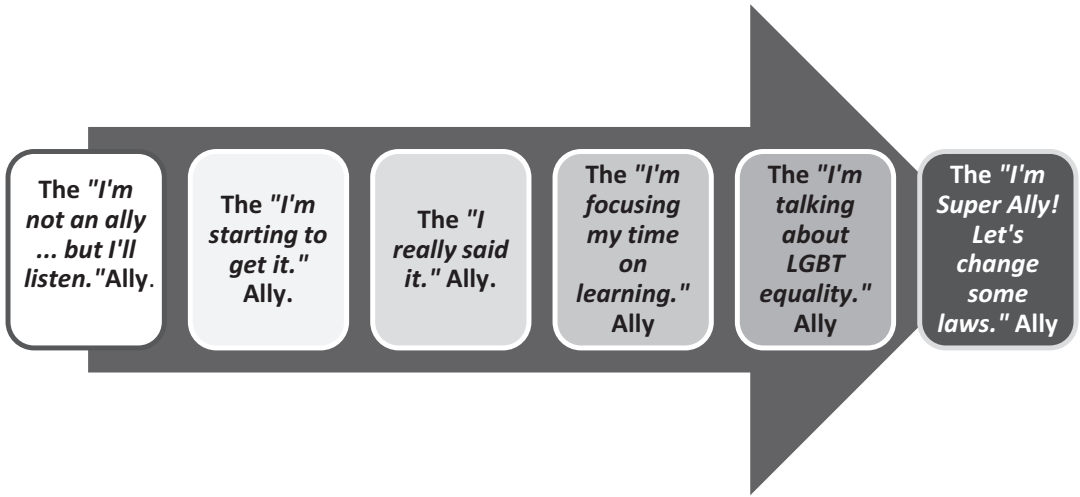 The "I'm
not an ally
... but I'll
listen."Ally.
The "I'm
starting to
get it."
Ally.
The "I
really said
it." Ally.
The "I'm
focusing
my time
on
learning."
Ally
The "I'm
talking
about
LGBT
equality."
Ally
The "I'm
Super Ally!
Let's
change
some
laws." Ally